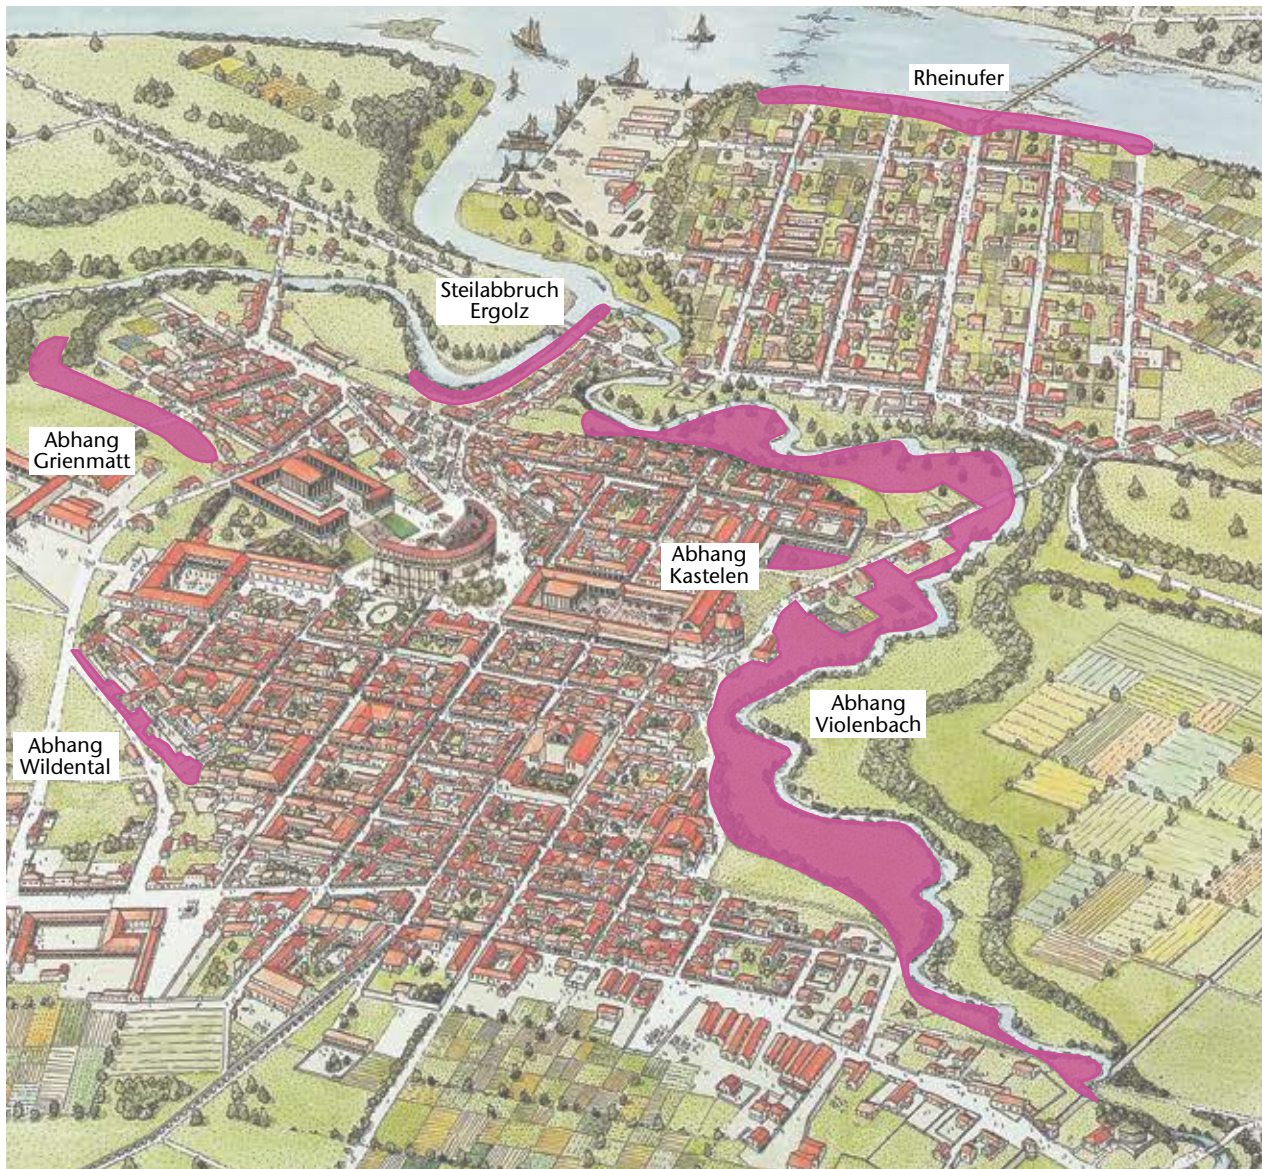 Rheinufer
Steilabbruch
Ergolz
Abhang
Grienmatt
Abhang
Kastelen
Abhang
Violenbach
Abhang
Wildental